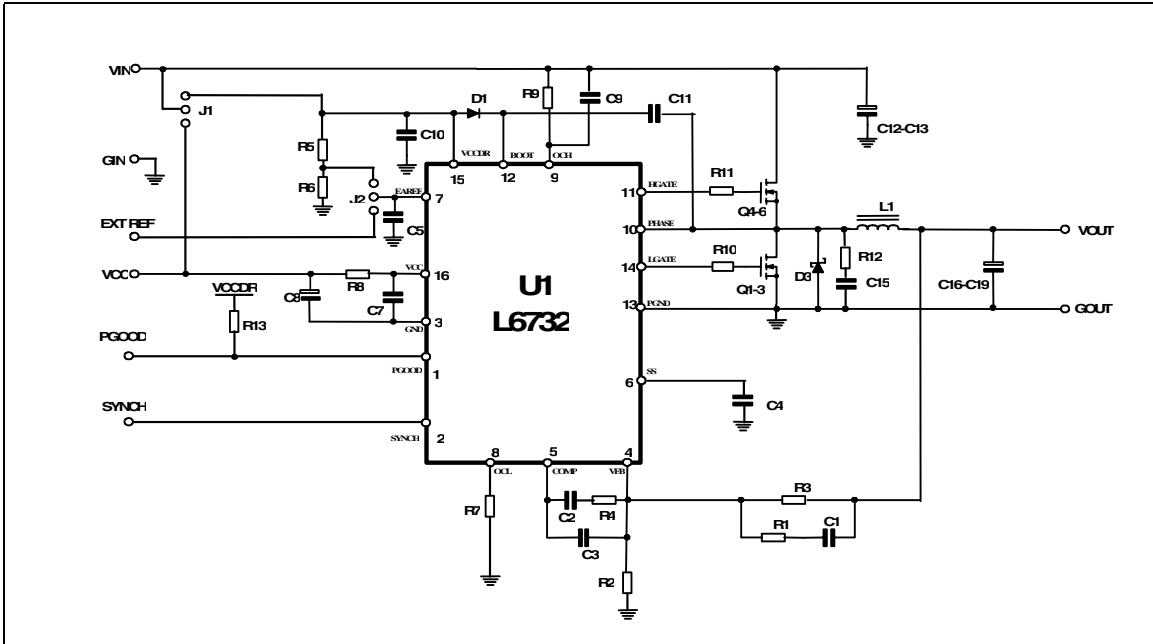 VIN
J1
D1
R9
C9
C11
C12-C13
C10
R5
VCCDR
BOOT
OCH
15
12
9
GIN
R6
J2
EAREF
7
C5
11
HGATE
R11
Q4-6
L1
EXT REF
10
PHASE
VOUT
VCC
VCC
16
R8
C8
C7
14
LGATE
R10
Q1-3
D3
R12
C15
C16-C19
U1
L6732
VCCDR
R13
3
GND
13
PGND
GOUT
PGOOD
PGOOD
1
6
SS
C4
SYNCH
SYNCH
2
8
OCL
5
COMP
4
VFB
R7
C2
R4
C3
R3
R1
C1
R2